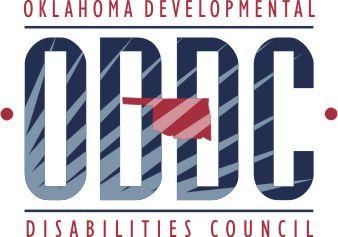 OKLAHOMA DEVELOPMENTAL
ODDC
DISABILITIES COUNCIL